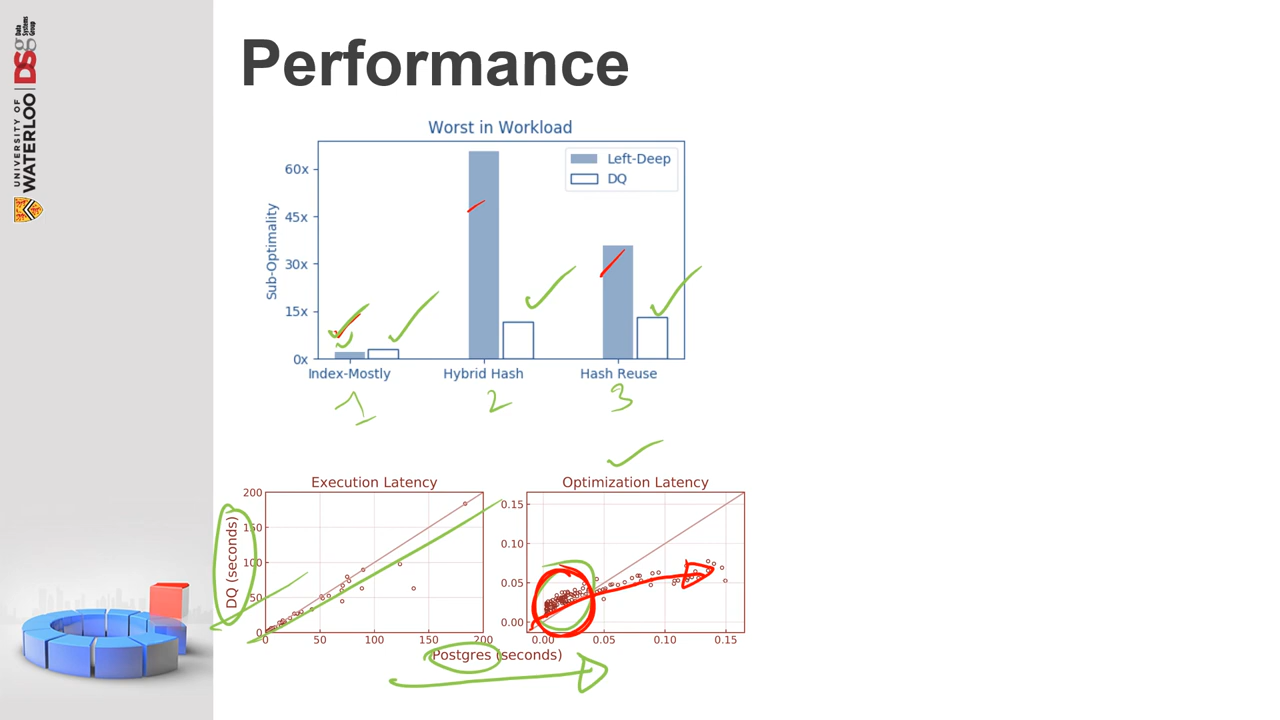 UNIVERSITY OF
WATERLOO
DSg
Data
Systems
Group
Performance
Worst in Workload
Sub-Optimality
60x
45x
30x
15x
0x
Left-Deep
DQ
Index-Mostly
Hybrid Hash
Hash Reuse
1
2
3
Execution Latency
DQ (seconds)
200
150
100
50
0
0
50
100
150
200
Optimization Latency
0.15
0.10
0.05
0.00
0.00
0.05
0.10
0.15
Postgres (seconds)